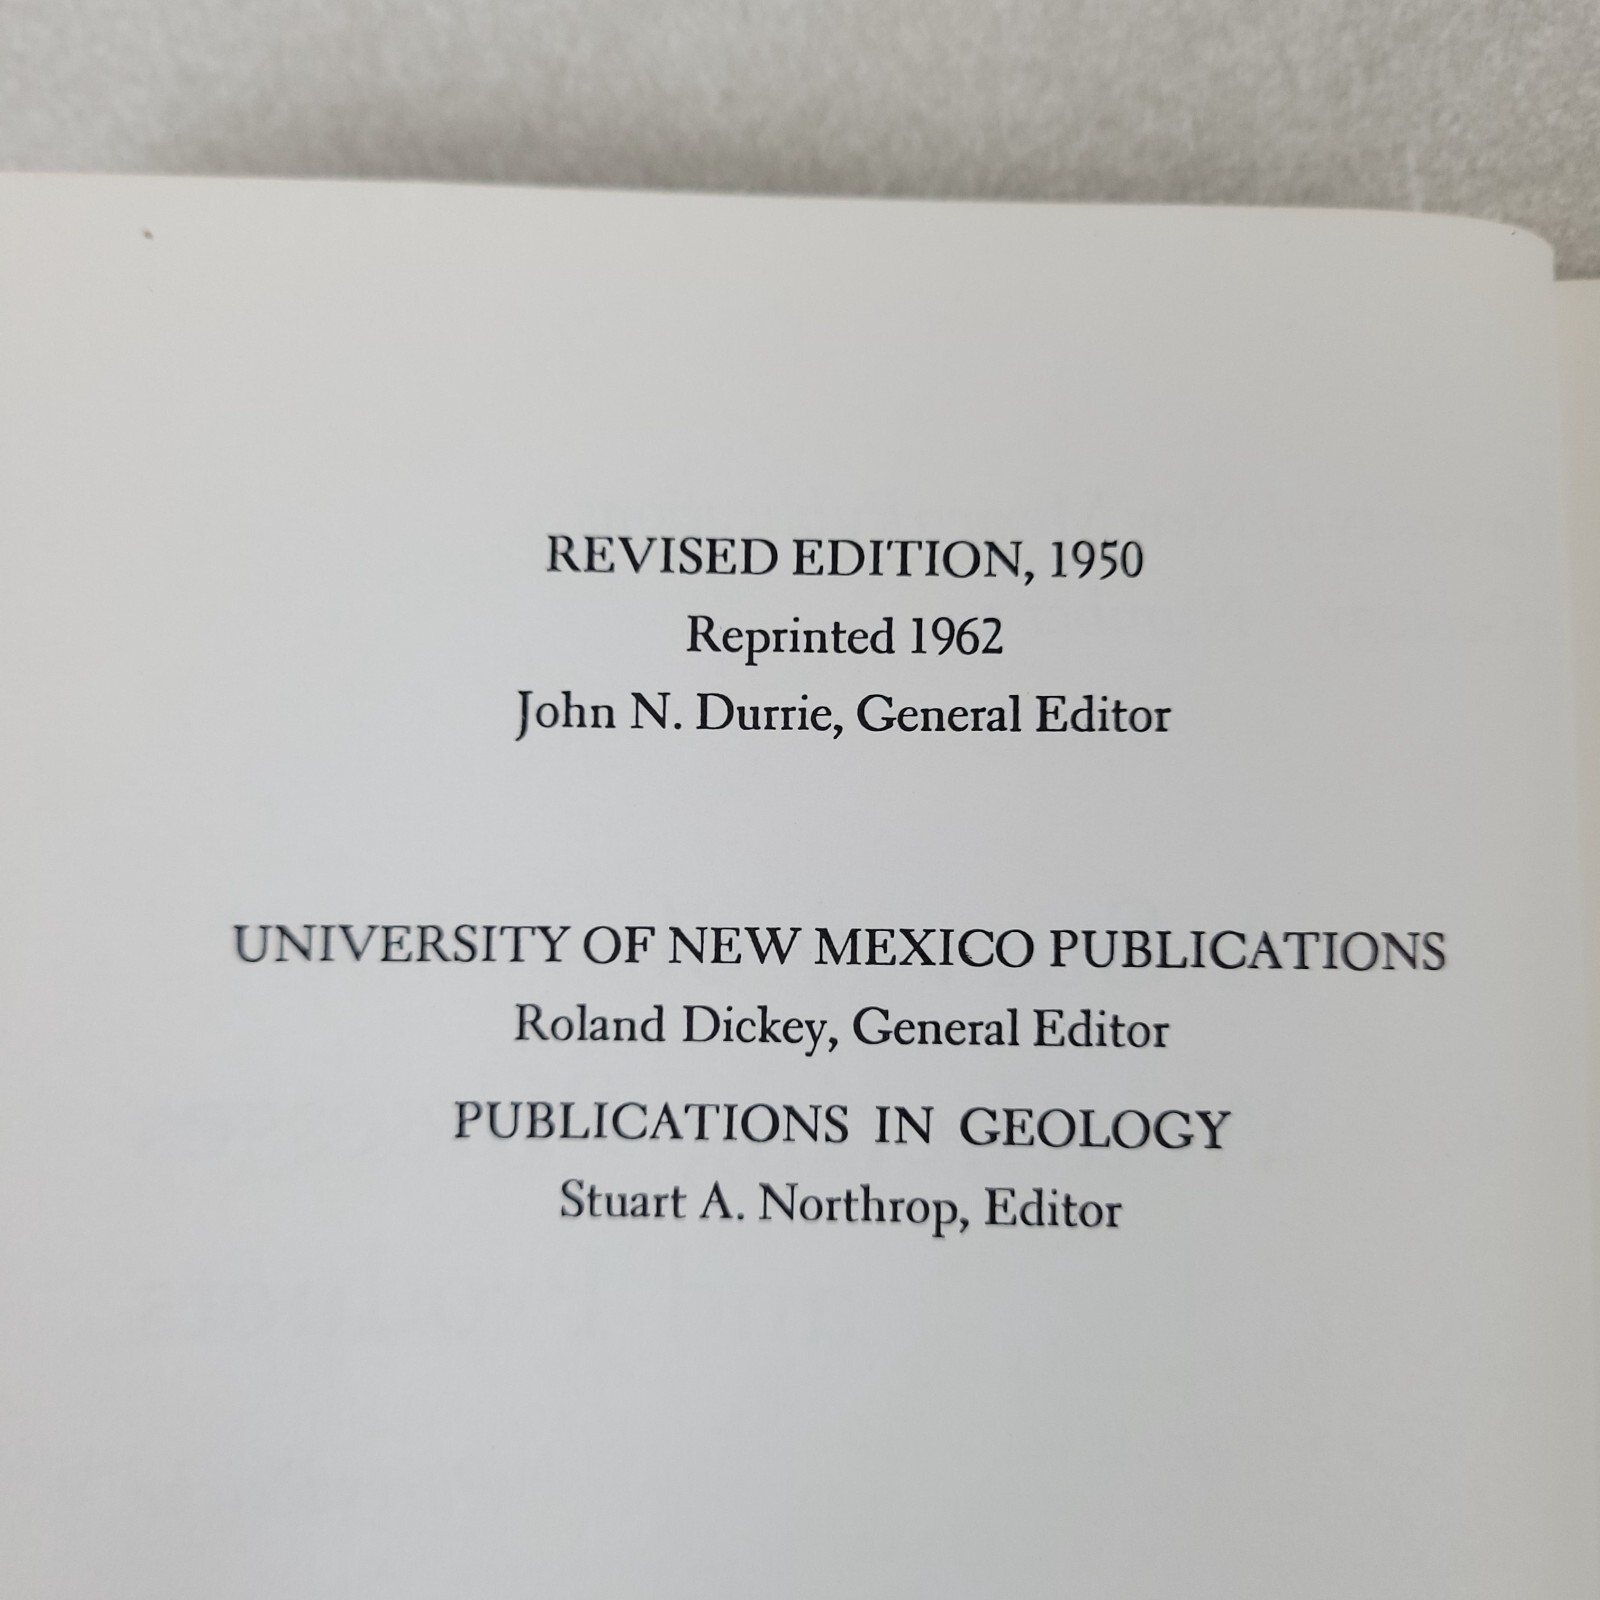 REVISED EDITION, 1950
Reprinted 1962
John N. Durrie, General Editor
UNIVERSITY OF NEW MEXICO PUBLICATIONS
Roland Dickey, General Editor
PUBLICATIONS IN GEOLOGY
Stuart A. Northrop, Editor